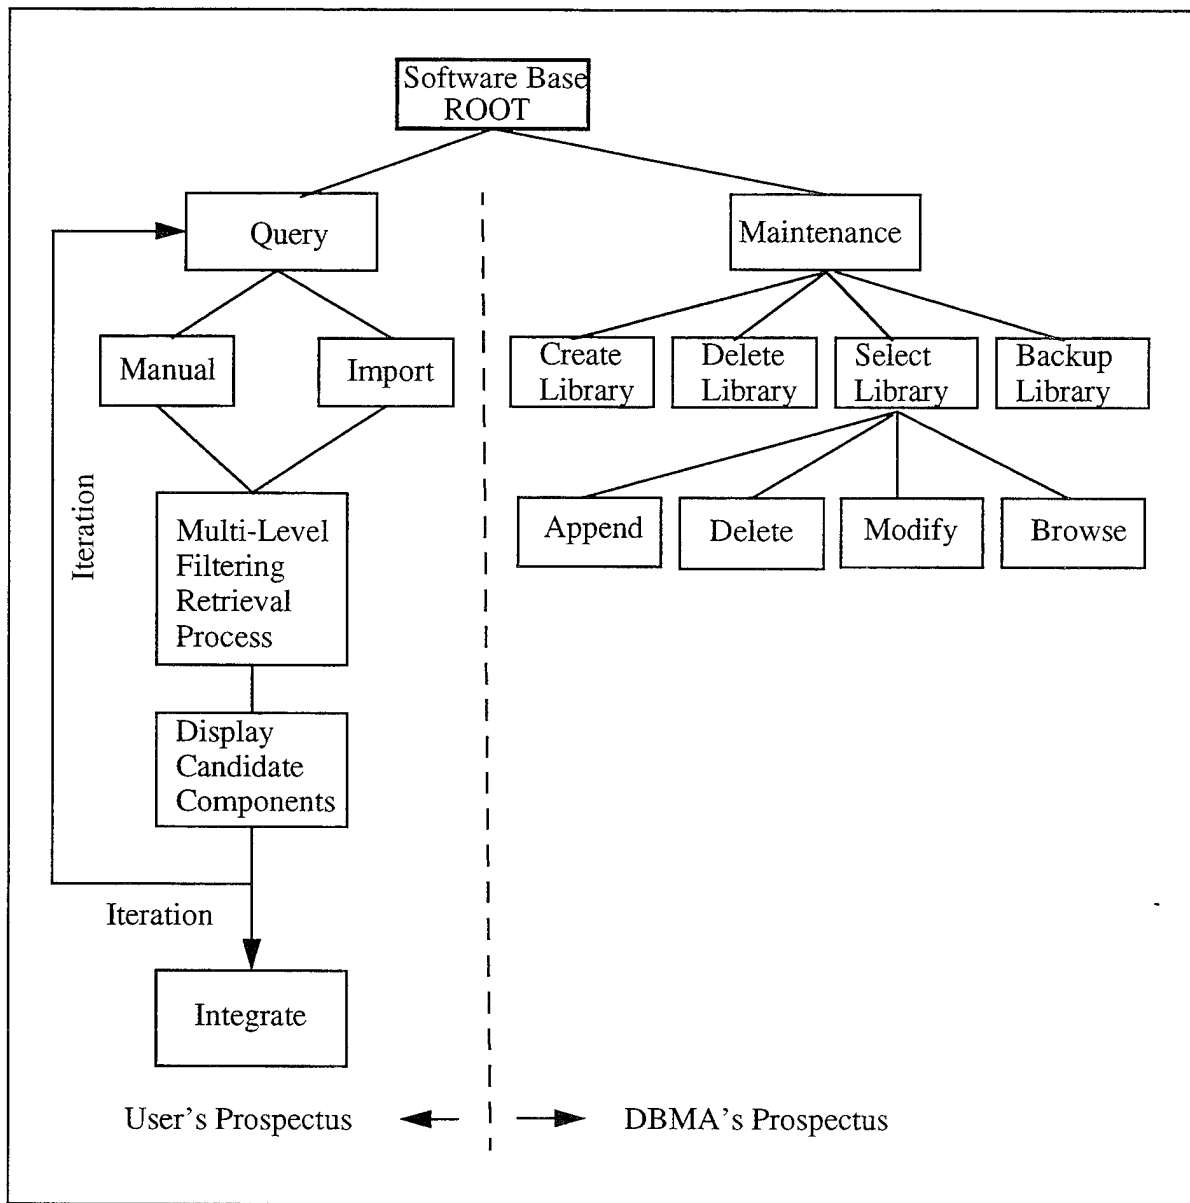 Software Base
ROOT
Query
Maintenance
Manual
Import
Create
Library
Delete
Library
Select
Library
Backup
Library
Iteration
Multi-Level
Filtering
Retrieval
Process
Append
Delete
Modify
Browse
Display
Candidate
Components
Iteration
Integrate
User's Prospectus
DBMA's Prospectus